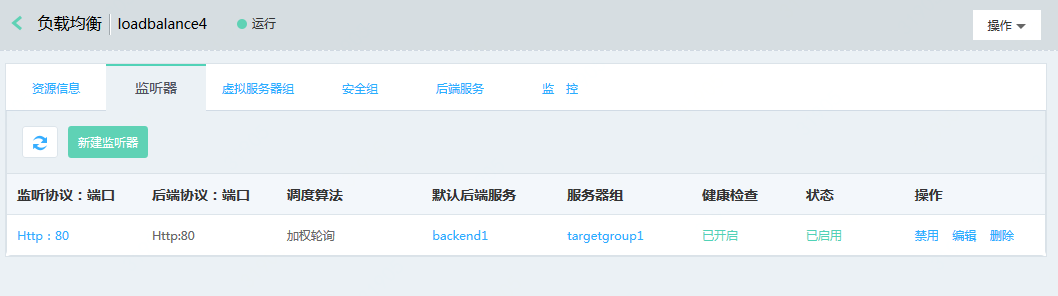 负载均衡 loadbalance4 运行 操作
资源信息 监听器 虚拟服务器组 安全组 后端服务 监 控
新建监听器
监听协议：端口 后端协议：端口 调度算法 默认后端服务 服务器组 健康检查 状态 操作
Http：80 Http:80 加权轮询 backend1 targetgroup1 已开启 已启用 禁用 编辑 删除